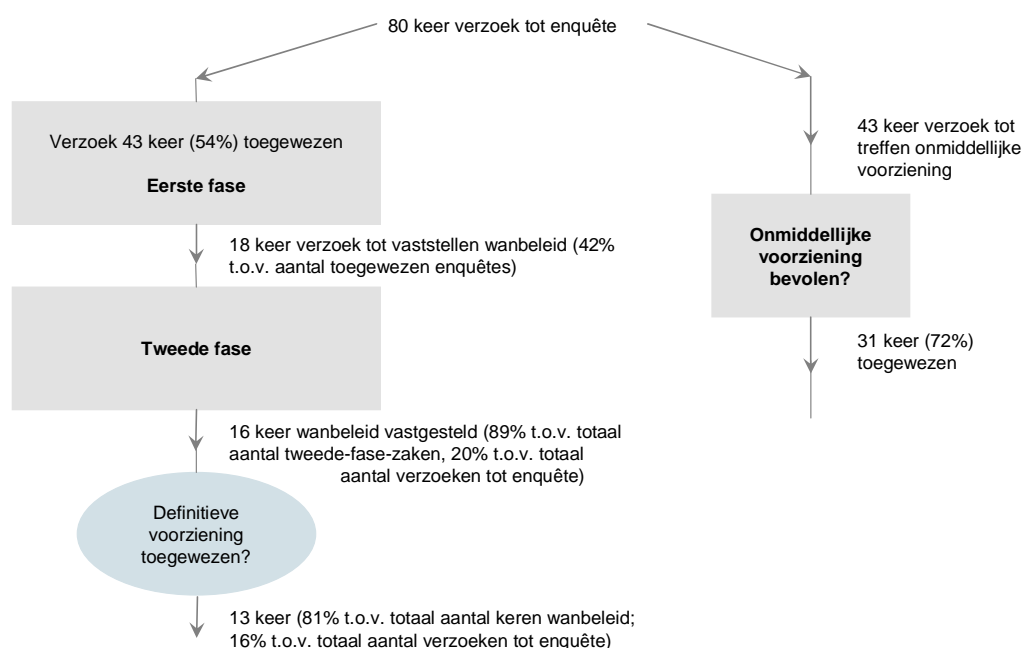 80 keer verzoek tot enquête
Verzoek 43 keer (54%) toegewezen
Eerste fase
18 keer verzoek tot vaststellen wanbeleid (42%
t.o.v. aantal toegewezen enquêtes)
Tweede fase
16 keer wanbeleid vastgesteld (89% t.o.v. totaal
aantal tweede-fase-zaken, 20% t.o.v. totaal
aantal verzoeken tot enquête)
Definitieve
voorziening
toegewezen?
13 keer (81% t.o.v. totaal aantal keren wanbeleid;
16% t.o.v. totaal aantal verzoeken tot enquête)
43 keer verzoek tot
treffen onmiddellijke
voorziening
Onmiddellijke
voorziening
bevolen?
31 keer (72%)
toegewezen